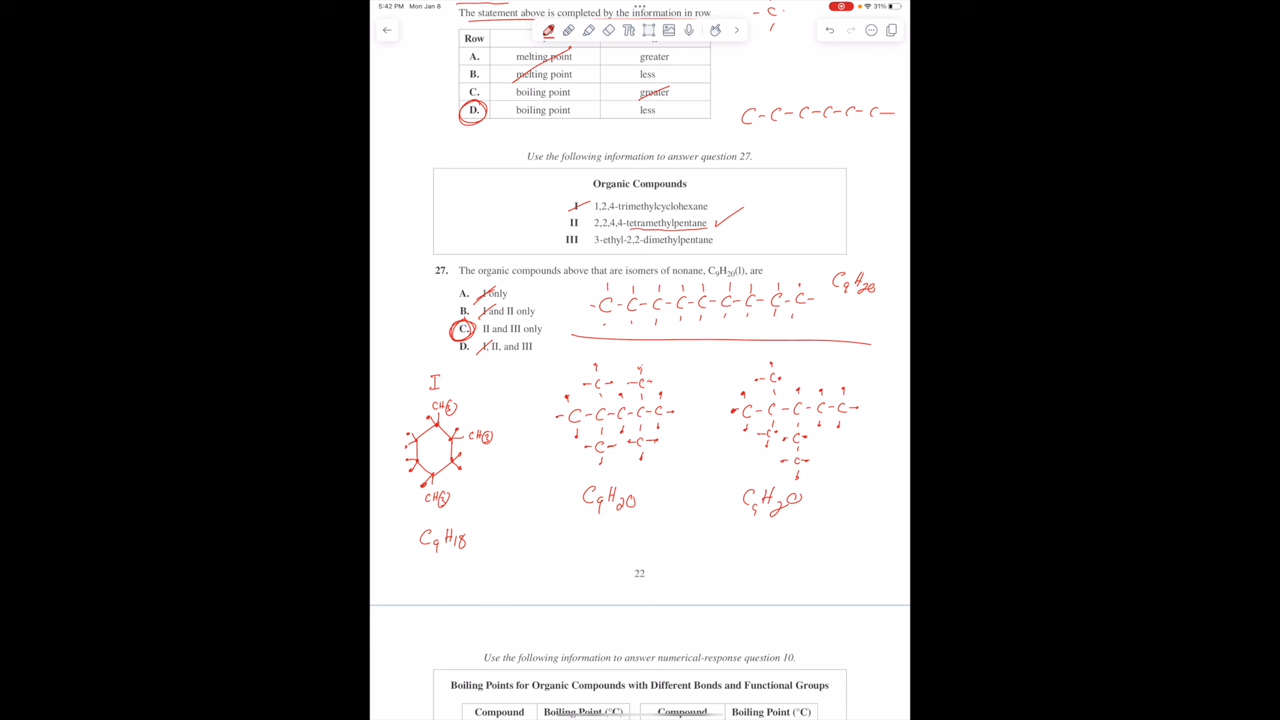 5:42 PM Mon Jan 8
31%
The statement above is completed by the information in row
- C -
Row
A. melting point greater
B. melting point less
C. boiling point greater
D. boiling point less
C - C - C - C - C - C -
Use the following information to answer question 27.
Organic Compounds
I 1,2,4-trimethylcyclohexane
II 2,2,4,4-tetramethylpentane
III 3-ethyl-2,2-dimethylpentane
27. The organic compounds above that are isomers of nonane, C9H20(l), are
C9H20
A. I only
B. I and II only
C. II and III only
D. I, II, and III
- C - C - C - C - C - C - C - C - C -
I
CH3
CH3
CH3
C9H18
- C - - C -
- C - C - C - C - C -
- C - - C -
C9H20
- C -
- C - C - C - C - C -
- C - - C -
- C -
C9H20
22
Use the following information to answer numerical-response question 10.
Boiling Points for Organic Compounds with Different Bonds and Functional Groups
Compound Boiling Point (°C) Compound Boiling Point (°C)